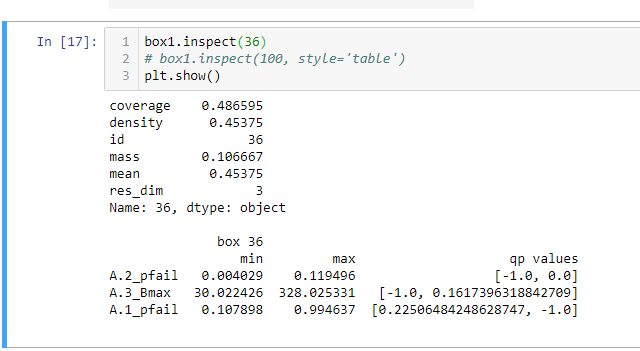 In [17]:
1 box1.inspect(36)
2 # box1.inspect(100, style='table')
3 plt.show()
coverage 0.486595
density 0.45375
id 36
mass 0.106667
mean 0.45375
res_dim 3
Name: 36, dtype: object
box 36
min max qp values
A.2_pfail 0.004029 0.119496 [-1.0, 0.0]
A.3_Bmax 30.022426 328.025331 [-1.0, 0.1617396318842709]
A.1_pfail 0.107898 0.994637 [0.22506484248628747, -1.0]